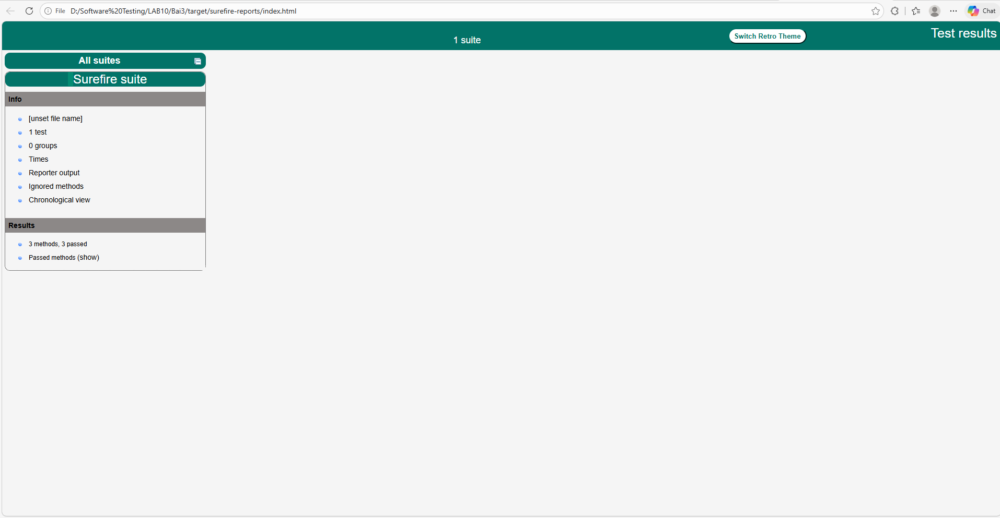 File D:/Software%20Testing/LAB10/Bai3/target/surefire-reports/index.html
Chat
1 suite
Switch Retro Theme
Test results
All suites
Surefire suite
Info
[unset file name]
1 test
0 groups
Times
Reporter output
Ignored methods
Chronological view
Results
3 methods, 3 passed
Passed methods (show)